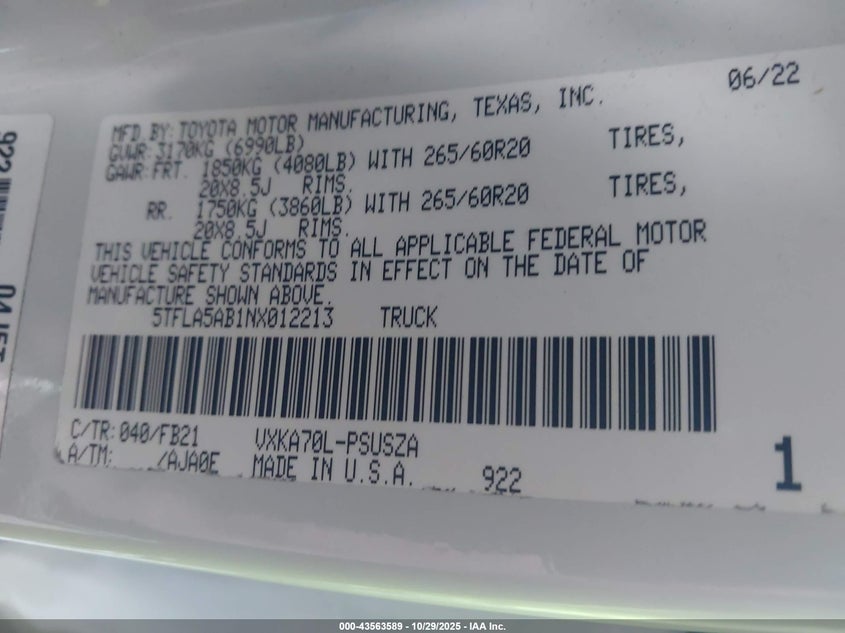 06/22
MFD.BY:TOYOTA MOTOR MANUFACTURING, TEXAS, INC.
GVWR:3170KG (6990LB)
GAWR:FRT. 1850KG (4080LB) WITH 265/60R20 TIRES,
20X8.5J RIMS.
RR. 1750KG (3860LB) WITH 265/60R20 TIRES,
20X8.5J RIMS.
THIS VEHICLE CONFORMS TO ALL APPLICABLE FEDERAL MOTOR
VEHICLE SAFETY STANDARDS IN EFFECT ON THE DATE OF
MANUFACTURE SHOWN ABOVE.
5TFLA5AB1NX012213 TRUCK
C/TR:040/FB21 VXKA70L-PSUSZA
A/TM: /AJA0E MADE IN U.S.A. 922
1
922
000-43563589 - 10/29/2025 - IAA Inc.